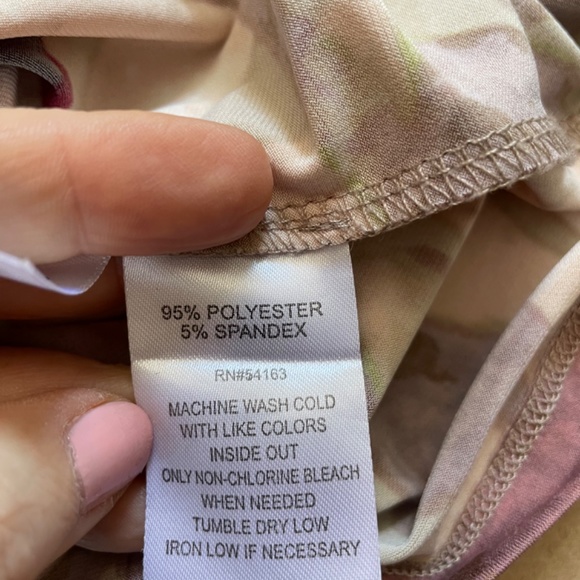 95% POLYESTER
5% SPANDEX
RN#54163
MACHINE WASH COLD
WITH LIKE COLORS
INSIDE OUT
ONLY NON-CHLORINE BLEACH
WHEN NEEDED
TUMBLE DRY LOW
IRON LOW IF NECESSARY